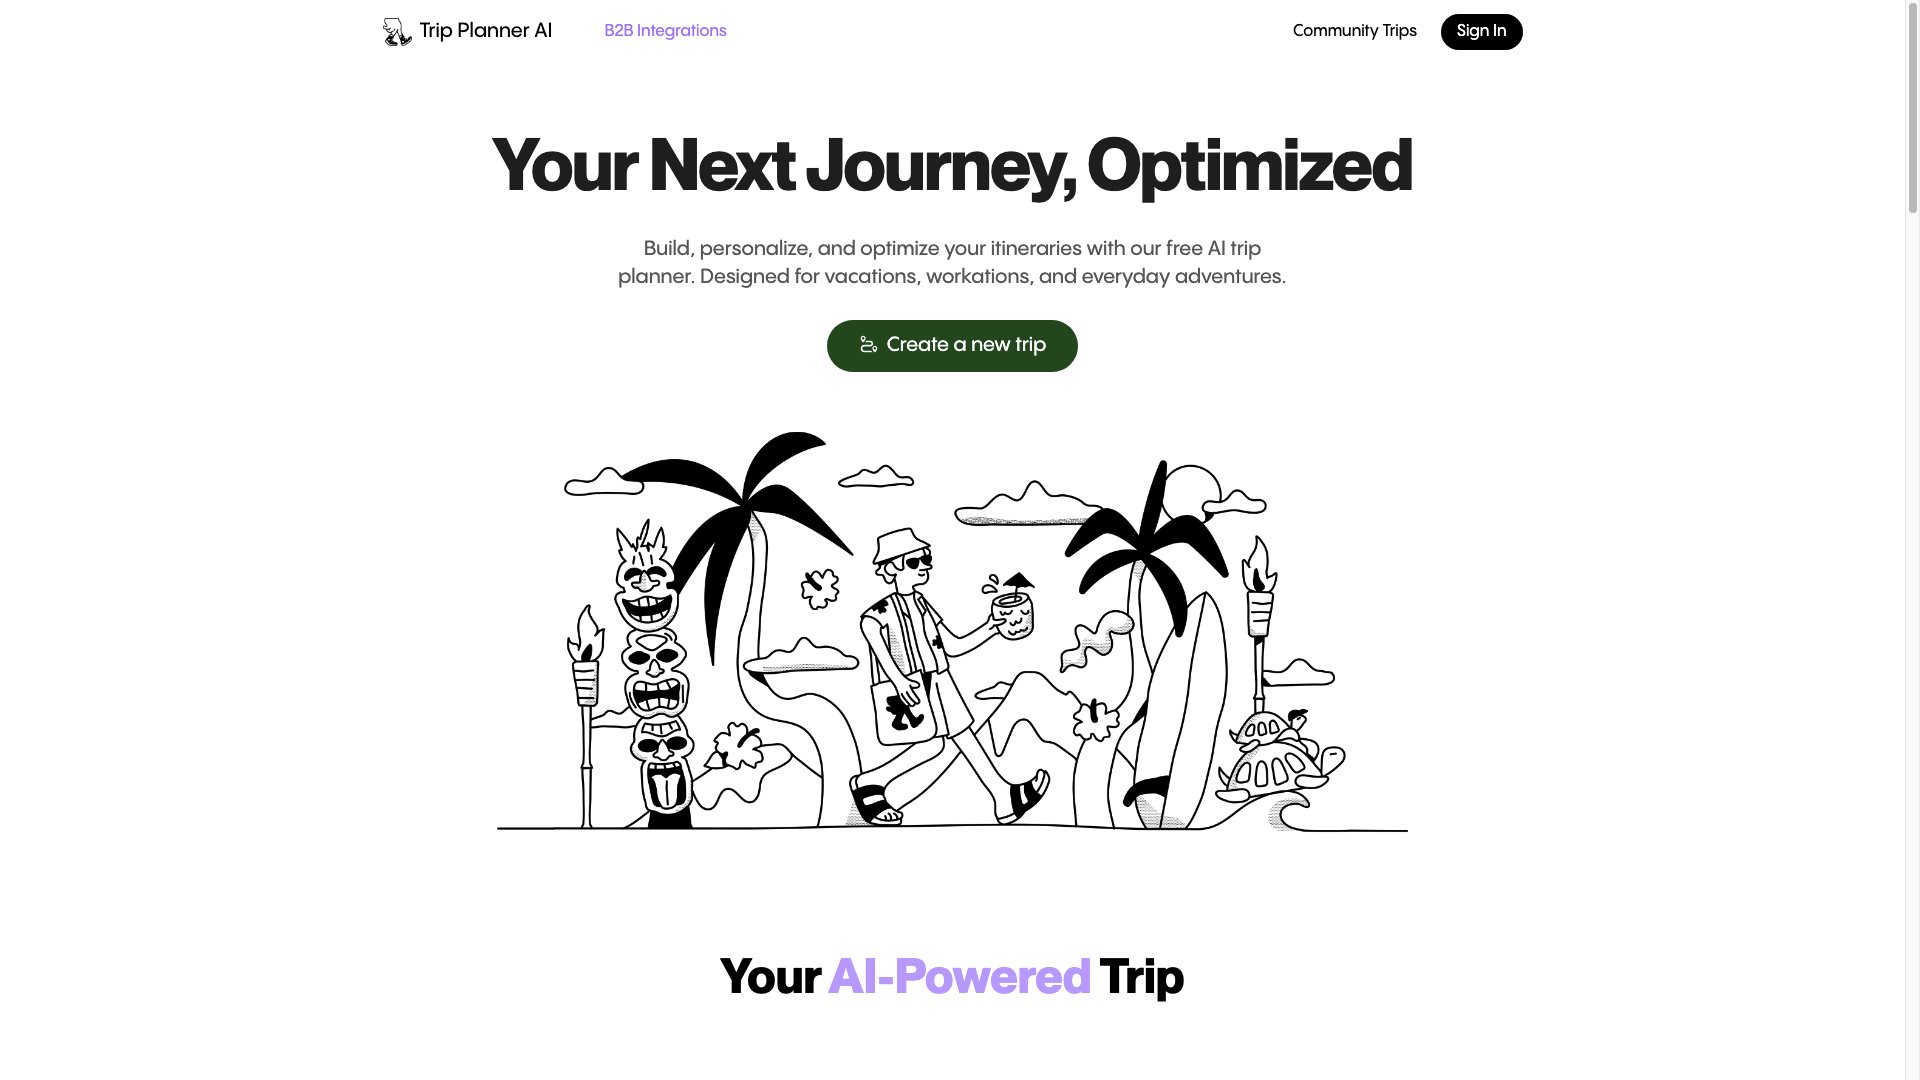 Trip Planner AI
B2B Integrations
Community Trips
Sign In
Your Next Journey, Optimized
Build, personalize, and optimize your itineraries with our free AI trip
planner. Designed for vacations, workations, and everyday adventures.
Create a new trip
Your AI-Powered Trip